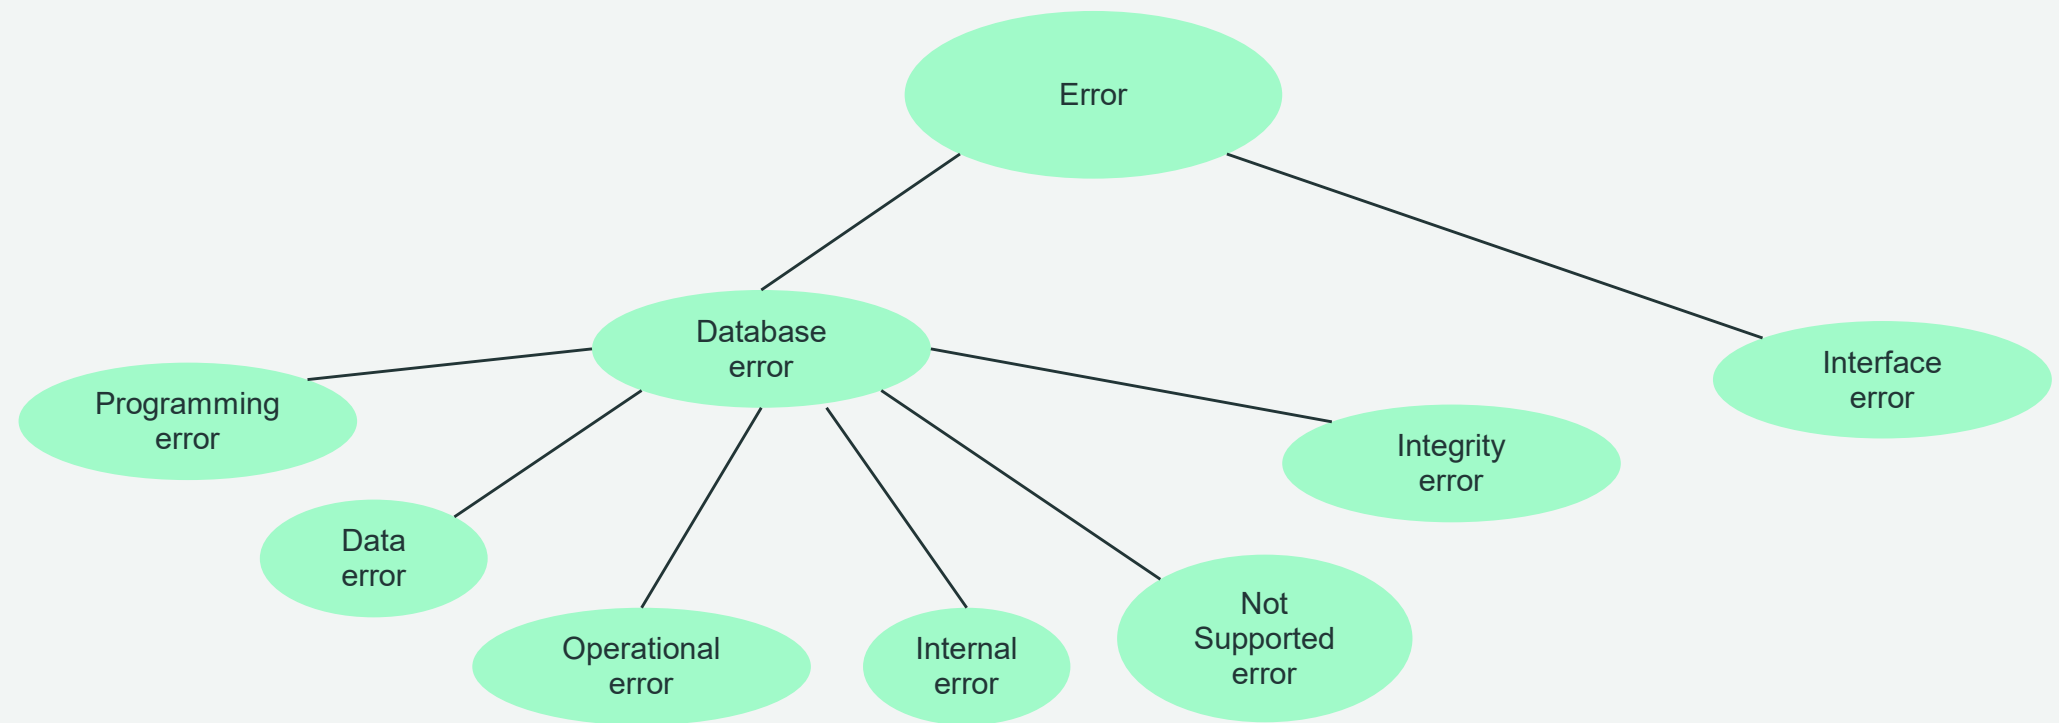 Error
Database
error
Interface
error
Programming
error
Integrity
error
Data
error
Not
Supported
error
Operational
error
Internal
error